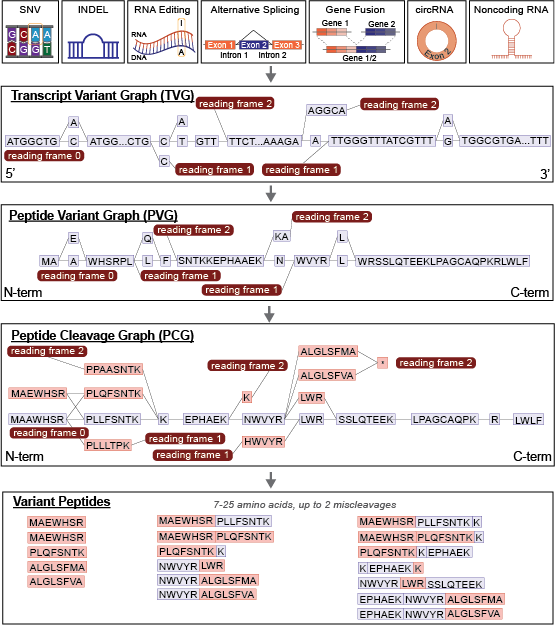 SNV
INDEL
RNA Editing
Alternative Splicing
Gene Fusion
circRNA
Noncoding RNA
G C A A
C G G T
RNA
DNA
I
A
Exon 1 Exon 2 Exon 3
Intron 1 Intron 2
Gene 1 Gene 2
Gene 1/2
Exon 2
Transcript Variant Graph (TVG)
reading frame 2
AGGCA
reading frame 2
A A A
ATGGCTG C ATGG...CTG C T GTT TTCT...AAAGA A TTGGGTTTATCGTTT G TGGCGTGA...TTT
reading frame 0
C
reading frame 1
reading frame 1
5' 3'
Peptide Variant Graph (PVG)
reading frame 2
reading frame 2
E Q KA L
MA A WHSRPL L F SNTKKEPHAAEK N WVYR L WRSSLQTEEKLPAGCAQPKRLWLF
reading frame 0
reading frame 1
reading frame 1
N-term C-term
Peptide Cleavage Graph (PCG)
reading frame 2
ALGLSFMA
PPAASNTK
reading frame 2
* reading frame 2
ALGLSFVA
MAEWHSR PLQFSNTK K LWR
MAAWHSR PLLFSNTK K EPHAEK NWVYR LWR SSLQTEEK LPAGCAQPK R LWLF
reading frame 0
PLLLTPK
reading frame 1
HWVYR
reading frame 1
N-term C-term
Variant Peptides
7-25 amino acids, up to 2 miscleavages
MAEWHSR
MAEWHSR
PLQFSNTK
ALGLSFMA
ALGLSFVA
MAEWHSR PLLFSNTK
MAEWHSR PLQFSNTK
PLQFSNTK K
NWVYR LWR
NWVYR ALGLSFMA
NWVYR ALGLSFVA
MAEWHSR PLLFSNTK K
MAEWHSR PLQFSNTK K
PLQFSNTK K EPHAEK
K EPHAEK K
NWVYR LWR SSLQTEEK
EPHAEK NWVYR ALGLSFMA
EPHAEK NWVYR ALGLSFVA